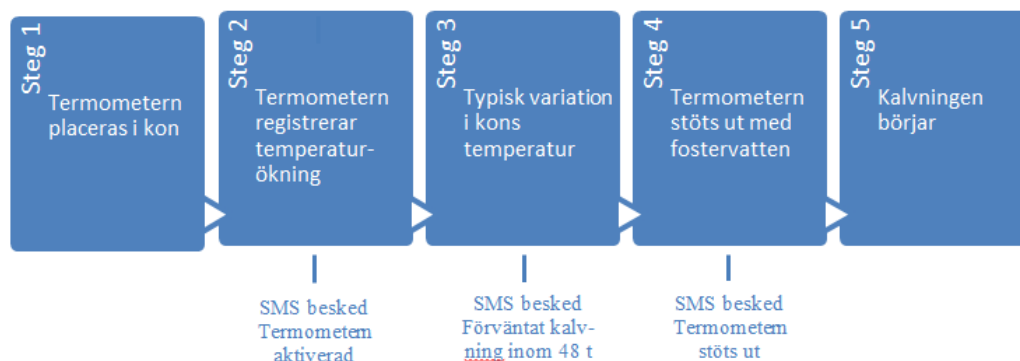 Steg 1
Termometern
placeras i kon
Steg 2
Termometern
registrerar
temperatur-
ökning
Steg 3
Typisk variation
i kons
temperatur
Steg 4
Termometern
stöts ut med
fostervatten
Steg 5
Kalvningen
börjar
SMS besked
Termometern
aktiverad
SMS besked
Förväntat kalv-
ning inom 48 t
SMS besked
Termometern
stöts ut